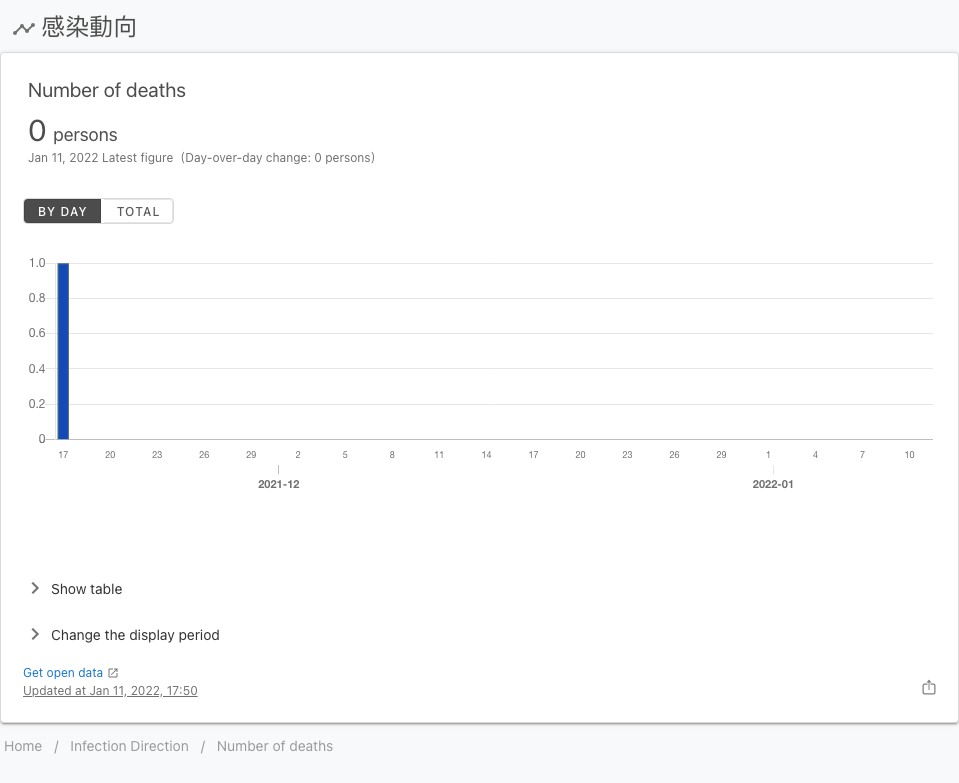 感染動向
Number of deaths
0 persons
Jan 11, 2022 Latest figure (Day-over-day change: 0 persons)
BY DAY TOTAL
1.0
0.8
0.6
0.4
0.2
0
17 20 23 26 29 2 5 8 11 14 17 20 23 26 29 1 4 7 10
2021-12 2022-01
Show table
Change the display period
Get open data
Updated at Jan 11, 2022, 17:50
Home / Infection Direction / Number of deaths